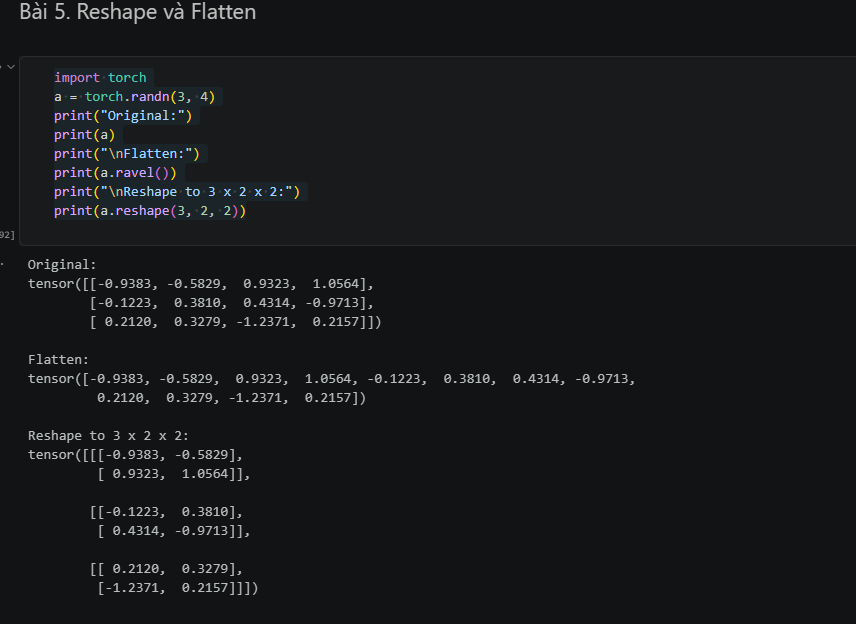 Bài 5. Reshape và Flatten
import torch
a = torch.randn(3, 4)
print("Original:")
print(a)
print("\nFlatten:")
print(a.ravel())
print("\nReshape to 3 x 2 x 2:")
print(a.reshape(3, 2, 2))
92]
Original:
tensor([[-0.9383, -0.5829,  0.9323,  1.0564],
        [-0.1223,  0.3810,  0.4314, -0.9713],
        [ 0.2120,  0.3279, -1.2371,  0.2157]])
Flatten:
tensor([-0.9383, -0.5829,  0.9323,  1.0564, -0.1223,  0.3810,  0.4314, -0.9713,
         0.2120,  0.3279, -1.2371,  0.2157])
Reshape to 3 x 2 x 2:
tensor([[[-0.9383, -0.5829],
         [ 0.9323,  1.0564]],
        [[-0.1223,  0.3810],
         [ 0.4314, -0.9713]],
        [[ 0.2120,  0.3279],
         [-1.2371,  0.2157]]])